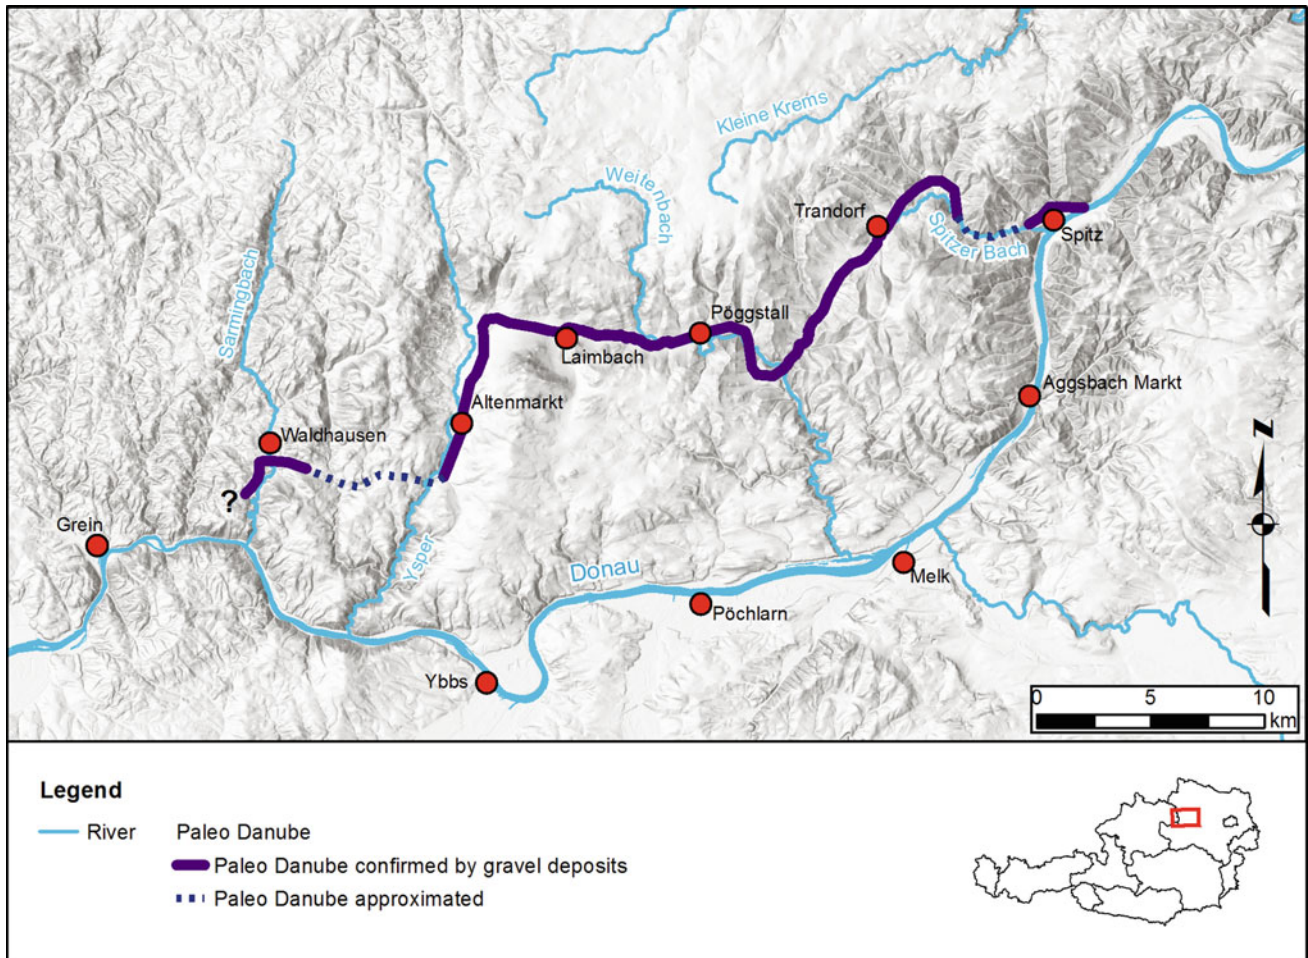 Kleine Krems
Weitenbach
Trandorf
Spitzer Bach
Spitz
Sarmingbach
Pöggstall
Laimbach
Aggsbach Markt
Altenmarkt
Waldhausen
?
Grein
Ysper
Donau
Melk
Pöchlarn
Ybbs
N
0 5 10
km
Legend
River Paleo Danube
Paleo Danube confirmed by gravel deposits
Paleo Danube approximated